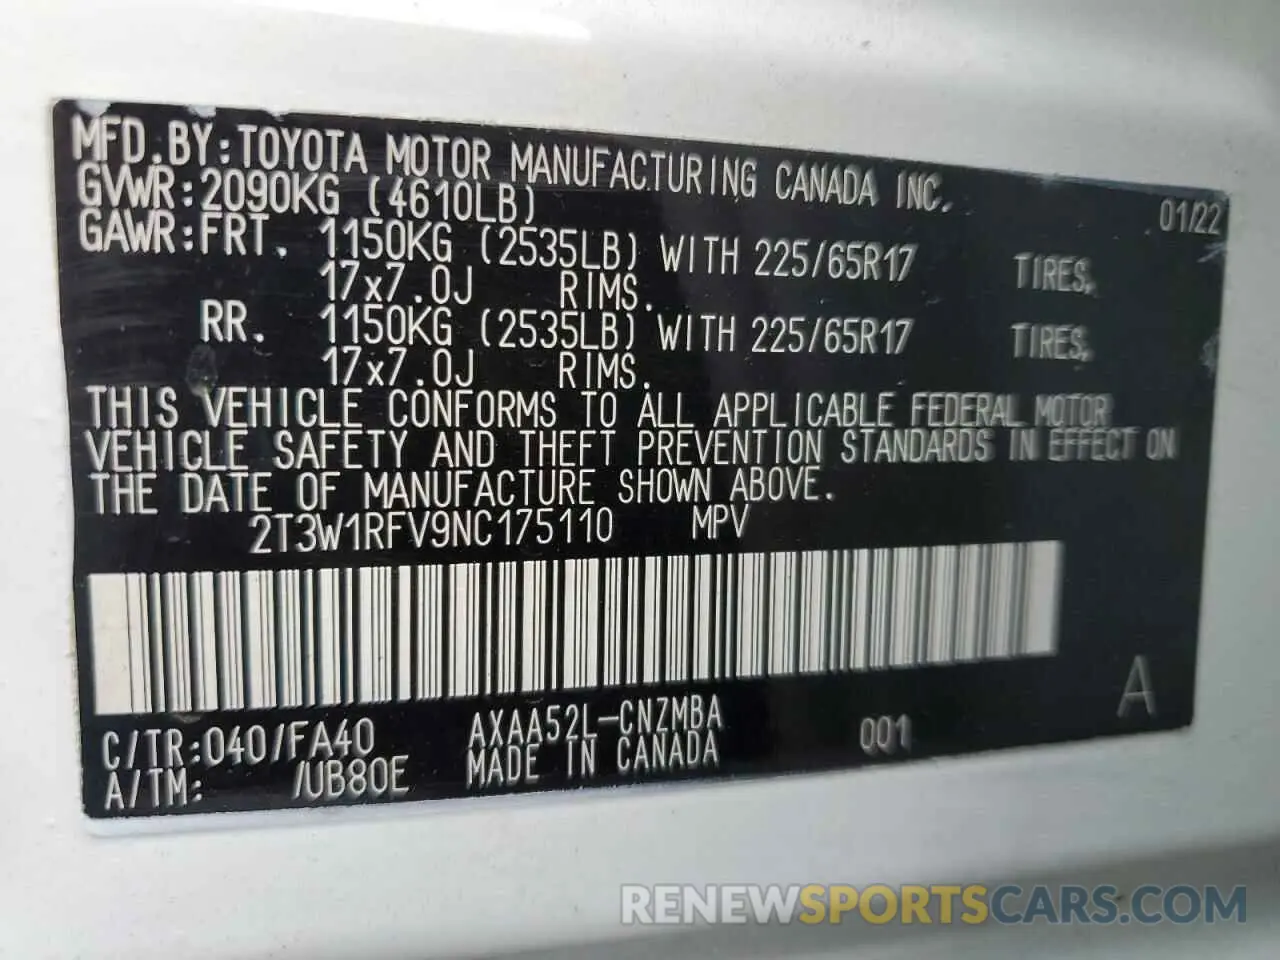 MFD.BY:TOYOTA MOTOR MANUFACTURING CANADA INC.
01/22
GVWR:2090KG (4610LB)
GAWR:FRT. 1150KG (2535LB) WITH 225/65R17 TIRES,
17x7.0J RIMS.
RR. 1150KG (2535LB) WITH 225/65R17 TIRES,
17x7.0J RIMS.
THIS VEHICLE CONFORMS TO ALL APPLICABLE FEDERAL MOTOR
VEHICLE SAFETY AND THEFT PREVENTION STANDARDS IN EFFECT ON
THE DATE OF MANUFACTURE SHOWN ABOVE.
2T3W1RFV9NC175110 MPV
A
C/TR:040/FA40 AXAA52L-CNZMBA 001
A/TM: /UB80E MADE IN CANADA
RENEWSPORTSCARS.COM